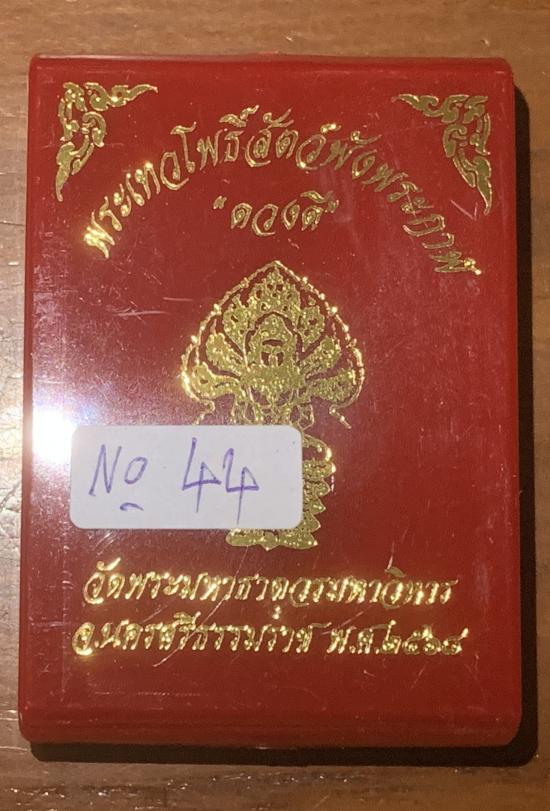 พระเทวโพธิ์สัตว์พังพระกาฬ
"ดวงดี"
No 44
วัดพระมหาธาตุวรมหาวิหาร
จ.นครศรีธรรมราช พ.ศ.๒๕๖๔